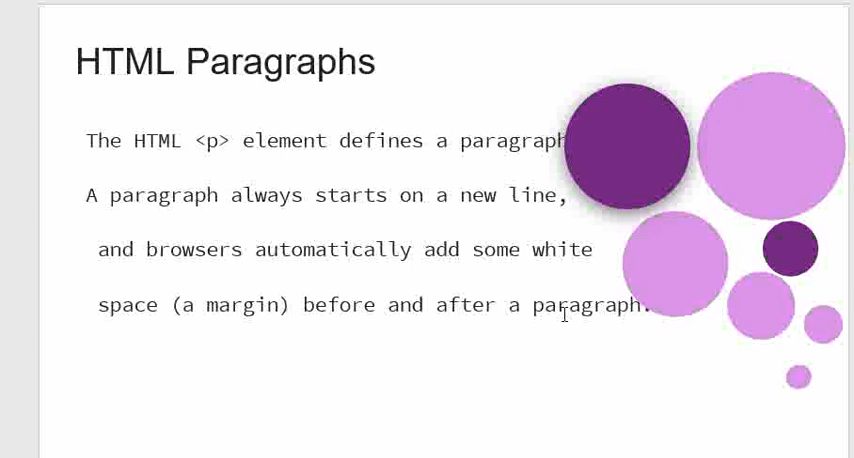 HTML Paragraphs
The HTML <p> element defines a paragraph
A paragraph always starts on a new line,
and browsers automatically add some white
space (a margin) before and after a paragraph.